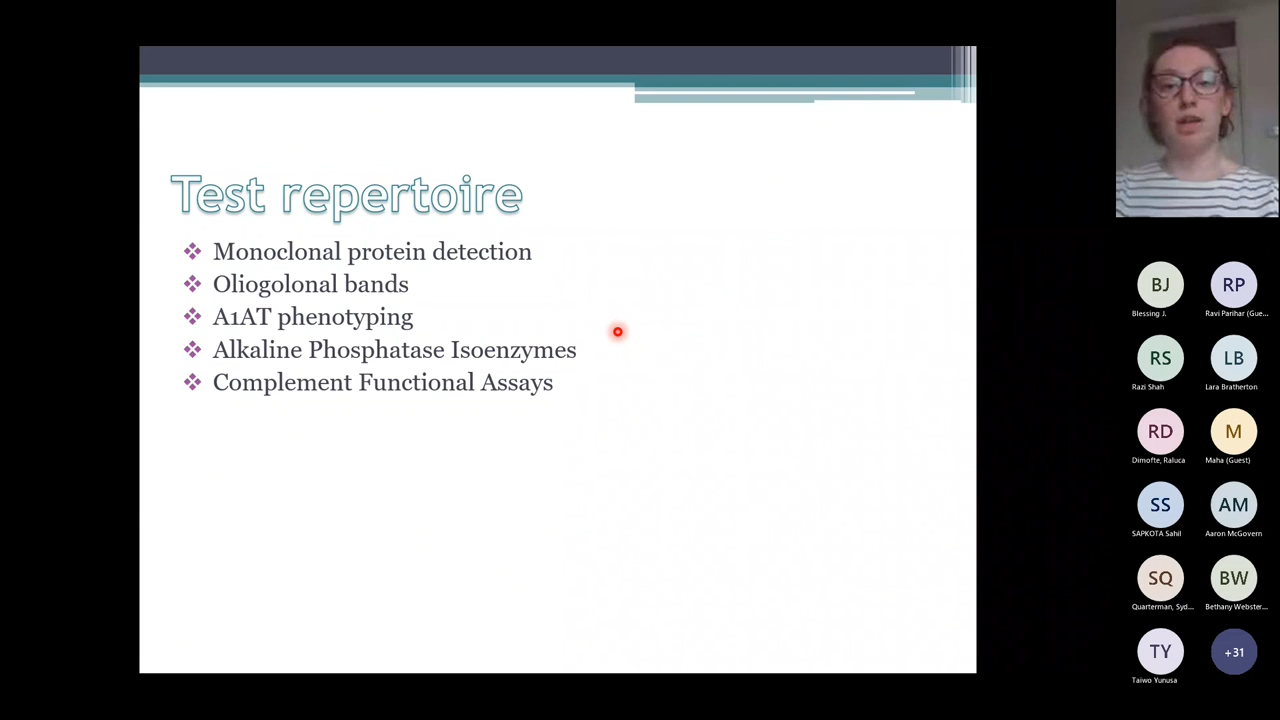 Test repertoire
Monoclonal protein detection
Oliogolonal bands
A1AT phenotyping
Alkaline Phosphatase Isoenzymes
Complement Functional Assays
BJ
RP
Blessing J.
Ravi Parihar (Gue...
RS
LB
Razi Shah
Lara Bratherton
RD
M
Dimofte, Raluca
Maha (Guest)
SS
AM
SAPKOTA Sahil
Aaron McGovern
SQ
BW
Quarterman, Syd...
Bethany Webster...
TY
+31
Taiwo Yunusa